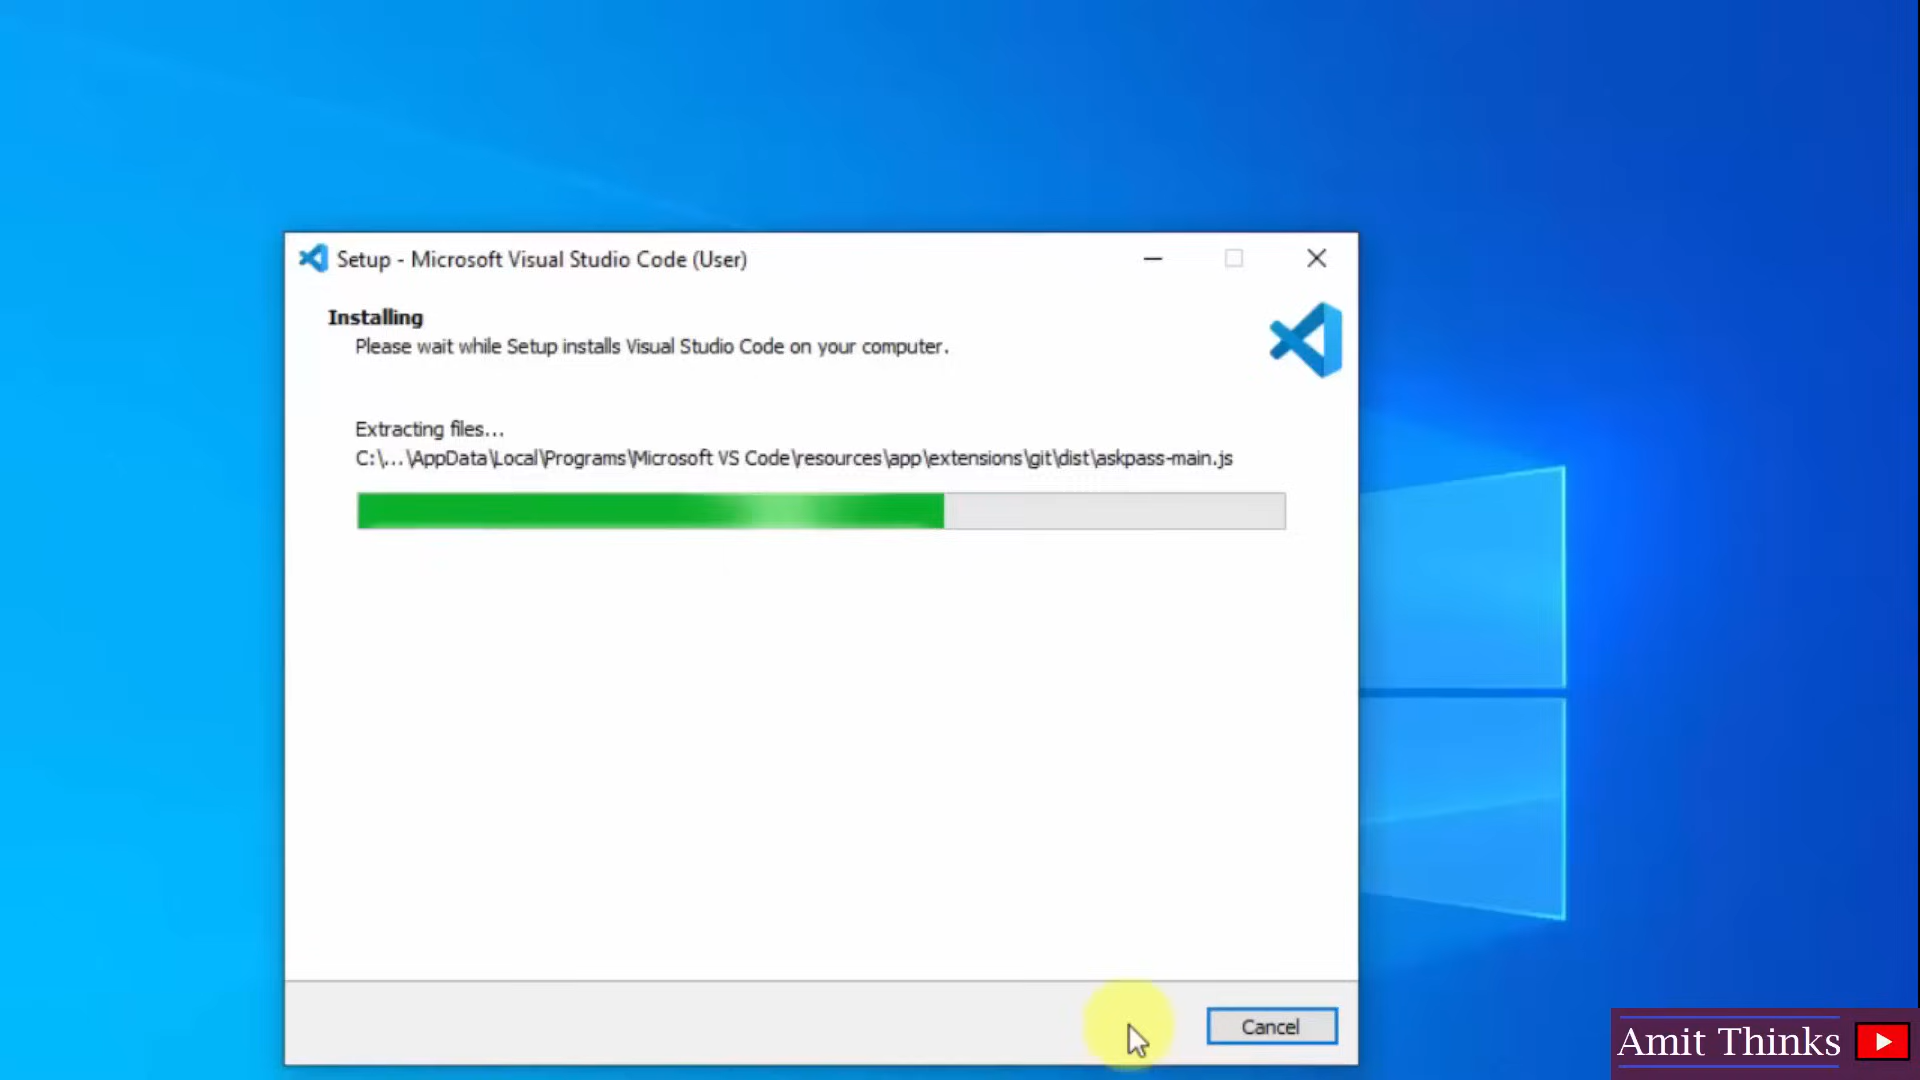 Setup - Microsoft Visual Studio Code (User)
Installing
Please wait while Setup installs Visual Studio Code on your computer.
Extracting files...
C:\...\AppData\Local\Programs\Microsoft VS Code\resources\app\extensions\git\dist\askpass-main.js
Cancel
Amit Thinks